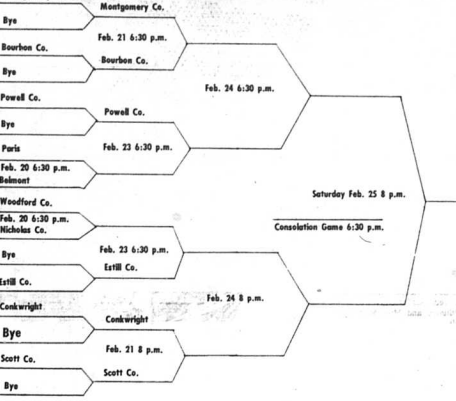 Montgomery Co.
Bye
Feb. 21 6:30 p.m.
Bourbon Co.
Bourbon Co.
Bye
Feb. 24 6:30 p.m.
Powell Co.
Powell Co.
Bye
Paris
Feb. 23 6:30 p.m.
Feb. 20 6:30 p.m.
Belmont
Saturday Feb. 25 8 p.m.
Woodford Co.
Feb. 20 6:30 p.m.
Nicholas Co.
Consolation Game 6:30 p.m.
Bye
Feb. 23 6:30 p.m.
Estill Co.
Estill Co.
Feb. 24 8 p.m.
Conkwright
Conkwright
Bye
Feb. 21 8 p.m.
Scott Co.
Scott Co.
Bye